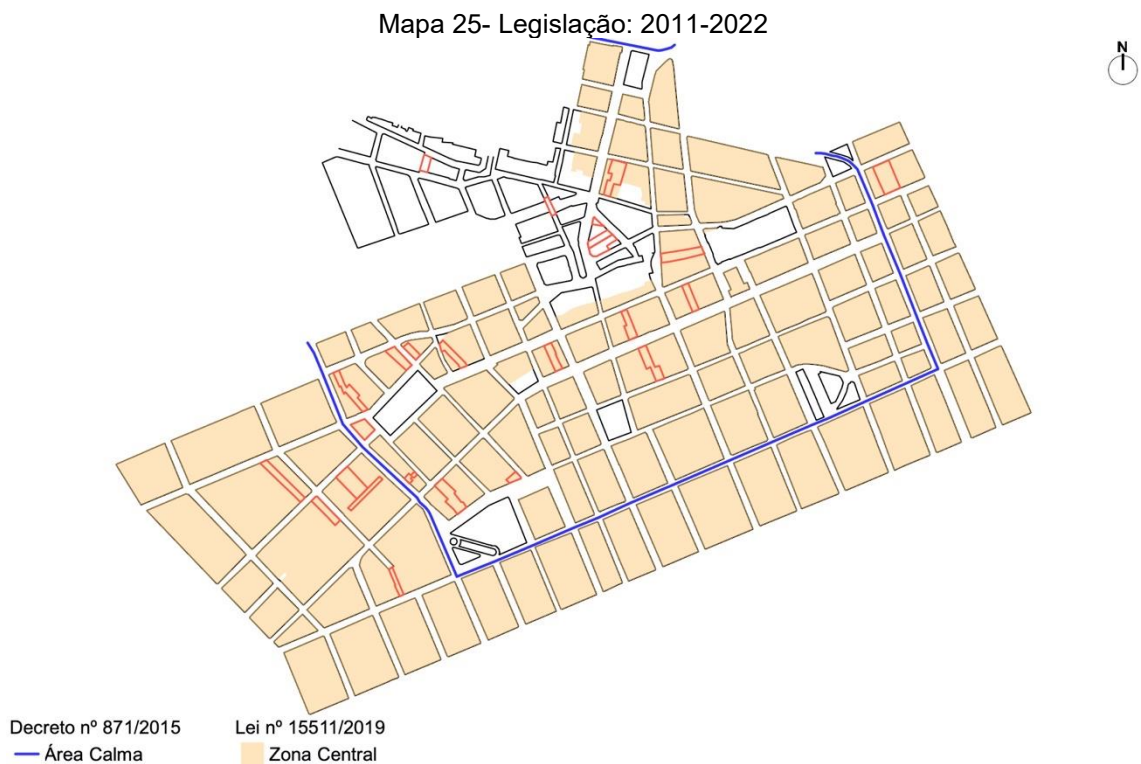 Mapa 25- Legislação: 2011-2022
N
Decreto nº 871/2015
Lei nº 15511/2019
Área Calma
Zona Central